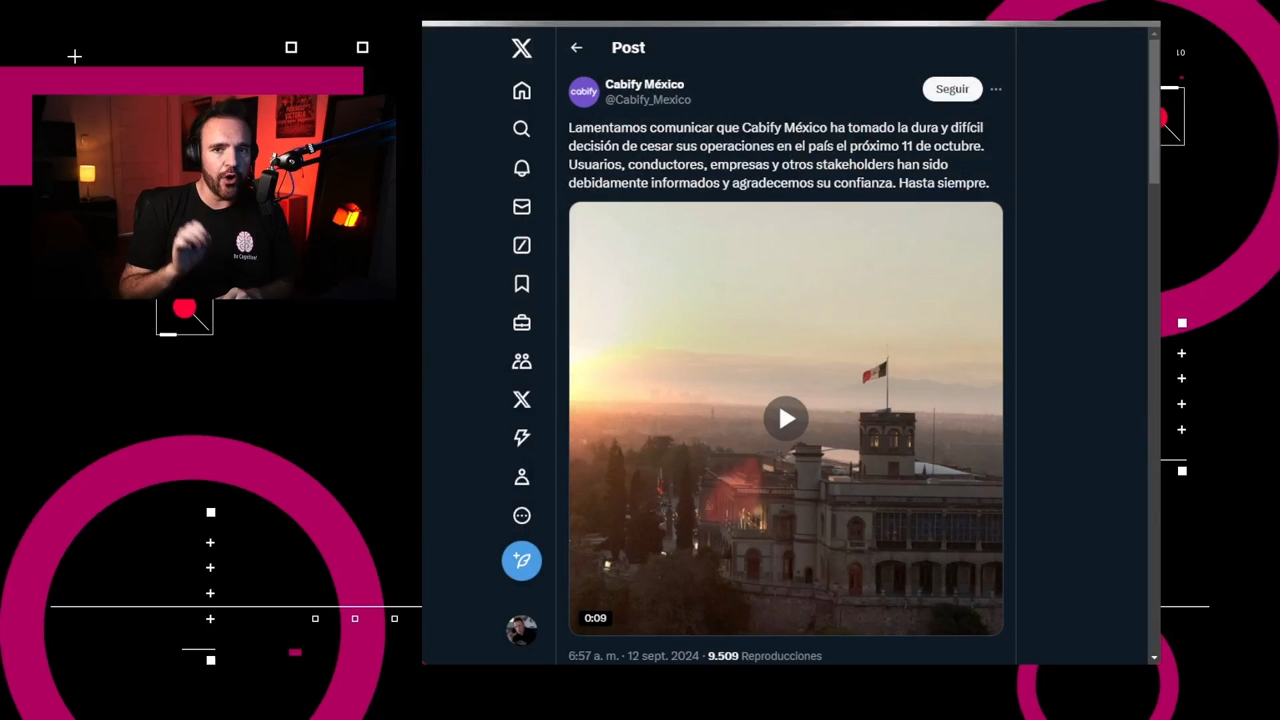 Post
cabify
Cabify México
@Cabify_Mexico
Seguir
Lamentamos comunicar que Cabify México ha tomado la dura y difícil
decisión de cesar sus operaciones en el país el próximo 11 de octubre.
Usuarios, conductores, empresas y otros stakeholders han sido
debidamente informados y agradecemos su confianza. Hasta siempre.
0:09
6:57 a. m. · 12 sept. 2024 · 9.509 Reproducciones